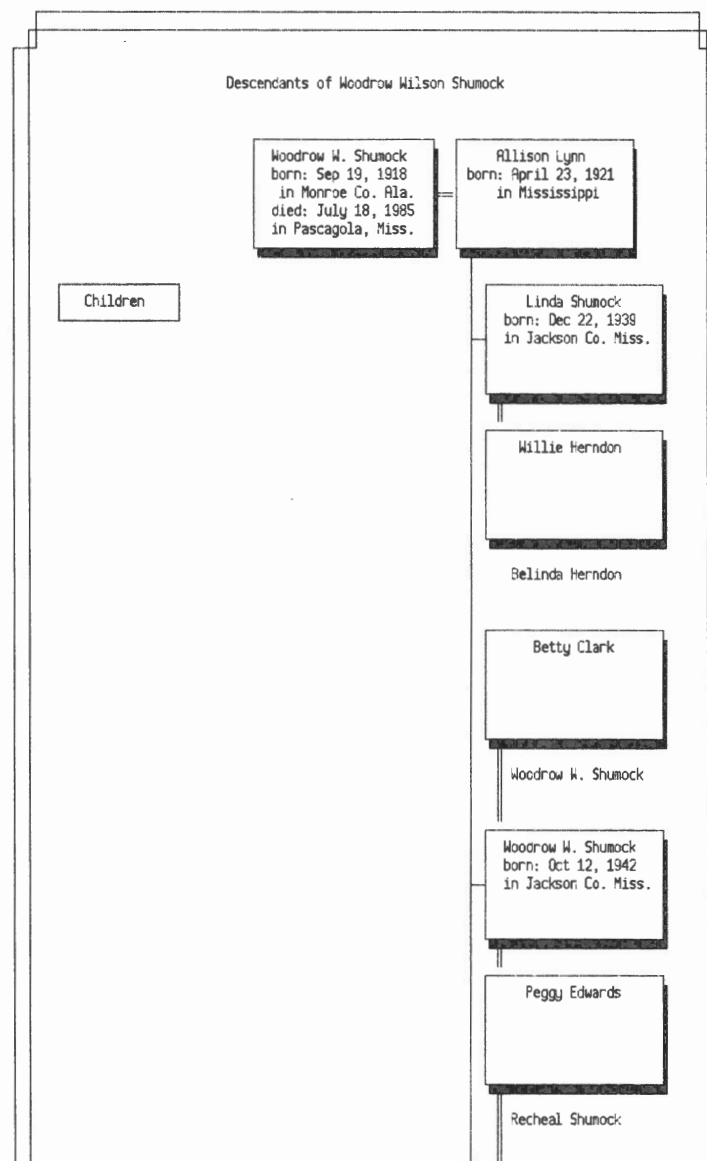 Descendants of Woodrow Wilson Shumock
Woodrow W. Shumock
born: Sep 19, 1918
in Monroe Co. Ala.
died: July 18, 1985
in Pascagola, Miss.
Allison Lynn
born: April 23, 1921
in Mississippi
Children
Linda Shumock
born: Dec 22, 1939
in Jackson Co. Miss.
Willie Herndon
Belinda Herndon
Betty Clark
Woodrow W. Shumock
Woodrow W. Shumock
born: Oct 12, 1942
in Jackson Co. Miss.
Peggy Edwards
Recheal Shumock